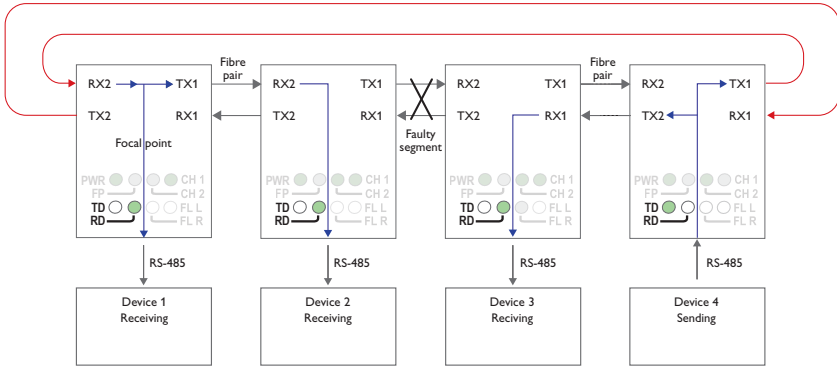 Fibre pair
Fibre pair
RX2 TX1
TX2 RX1
Focal point
PWR CH 1
FP CH 2
TD FL L
RD FL R
RX2 TX1
TX2 RX1
PWR CH 1
FP CH 2
TD FL L
RD FL R
Faulty
segment
RX2 TX1
TX2 RX1
PWR CH 1
FP CH 2
TD FL L
RD FL R
RX2 TX1
TX2 RX1
PWR CH 1
FP CH 2
TD FL L
RD FL R
RS-485 RS-485 RS-485 RS-485
Device 1
Receiving
Device 2
Receiving
Device 3
Reciving
Device 4
Sending